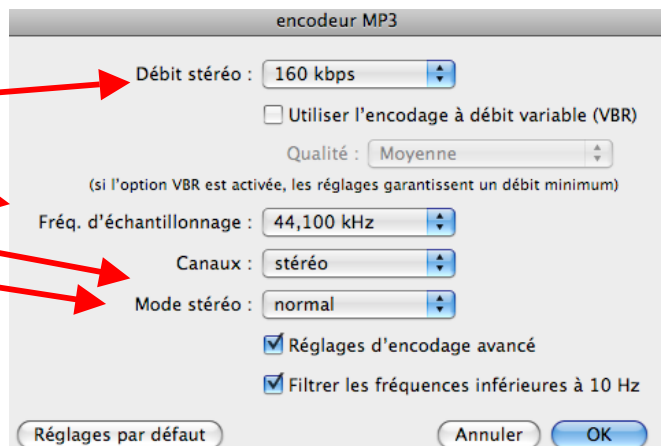 encodeur MP3
Débit stéréo : 160 kbps
Utiliser l'encodage à débit variable (VBR)
Qualité : Moyenne
(si l'option VBR est activée, les réglages garantissent un débit minimum)
Fréq. d'échantillonnage : 44,100 kHz
Canaux : stéréo
Mode stéréo : normal
Réglages d'encodage avancé
Filtrer les fréquences inférieures à 10 Hz
Réglages par défaut Annuler OK